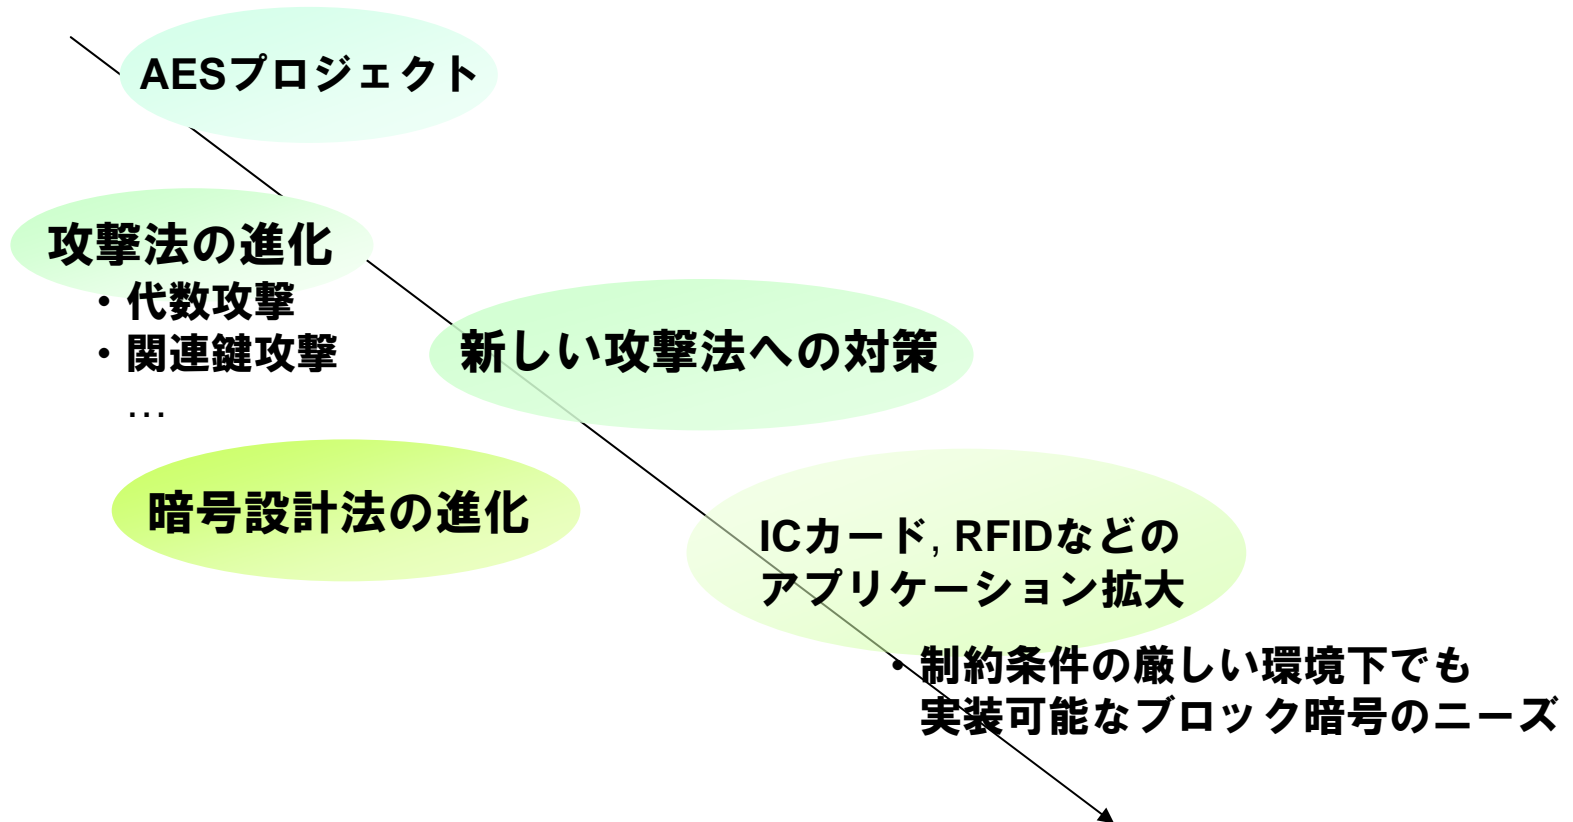 AESプロジェクト
攻撃法の進化
・代数攻撃
・関連鍵攻撃
…
新しい攻撃法への対策
暗号設計法の進化
ICカード, RFIDなどの
アプリケーション拡大
・制約条件の厳しい環境下でも
実装可能なブロック暗号のニーズ